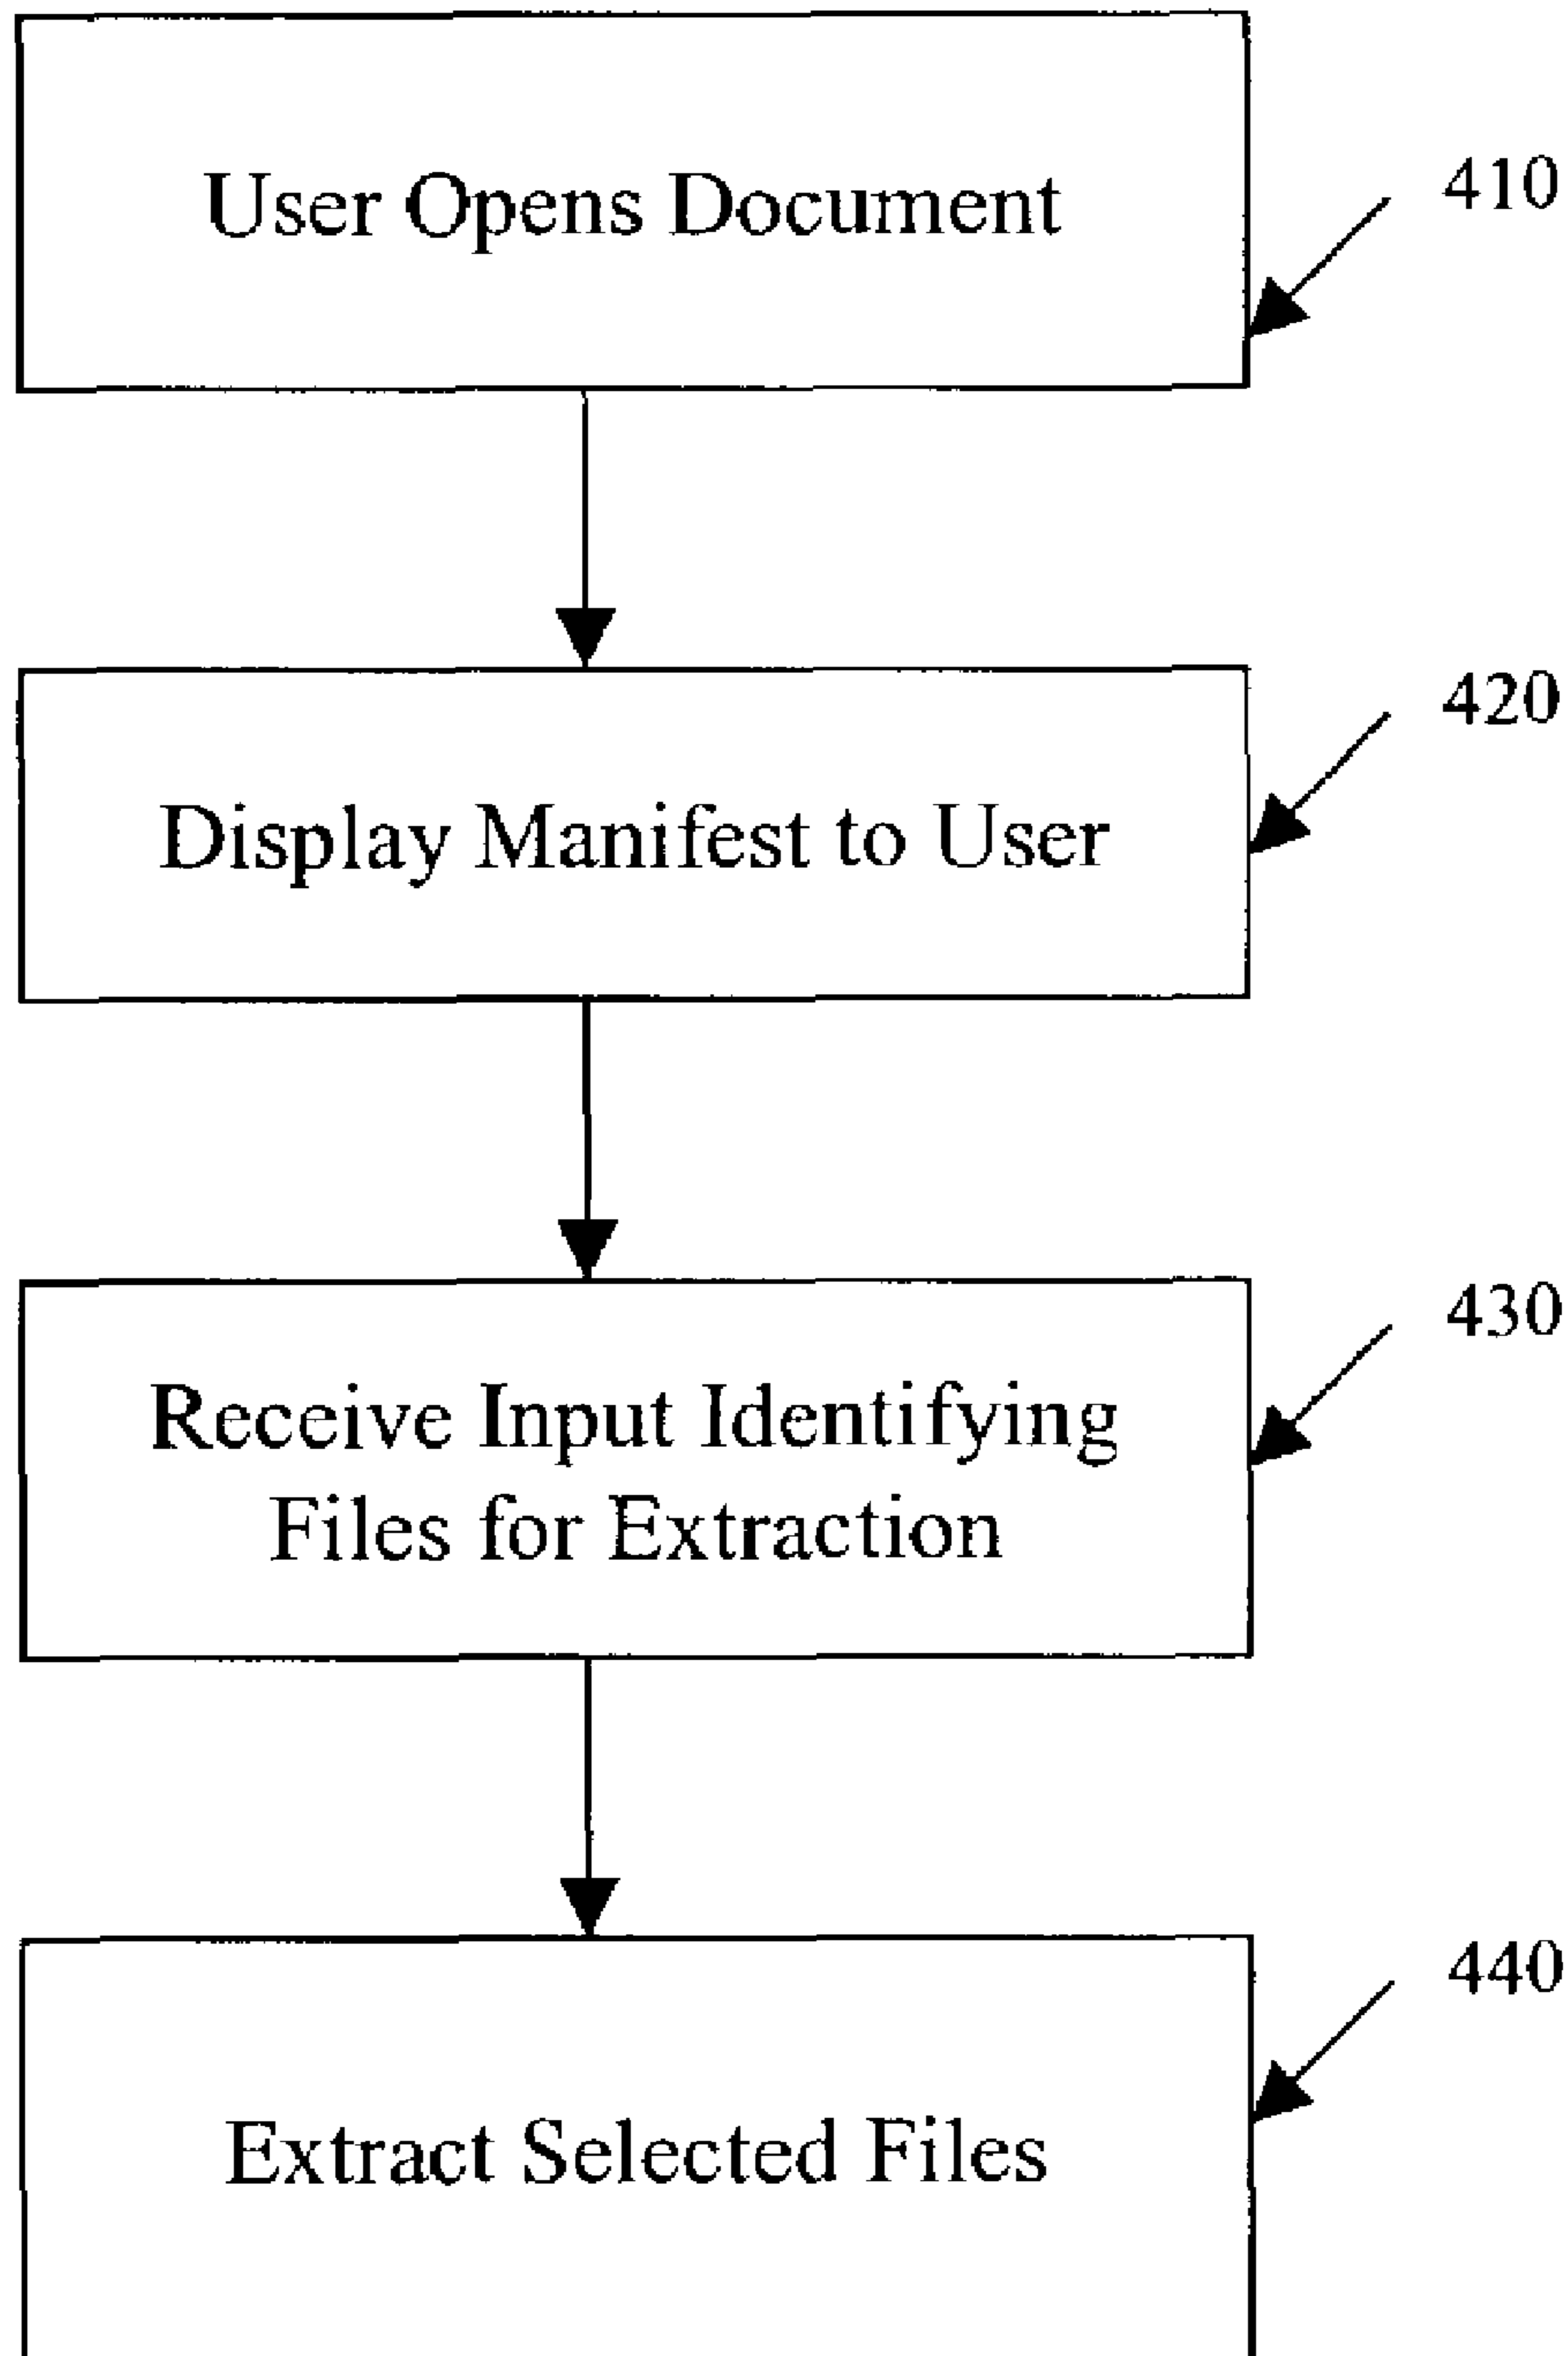 User Opens Document
410
Display Manifest to User
420
Receive Input Identifying
Files for Extraction
430
Extract Selected Files
440